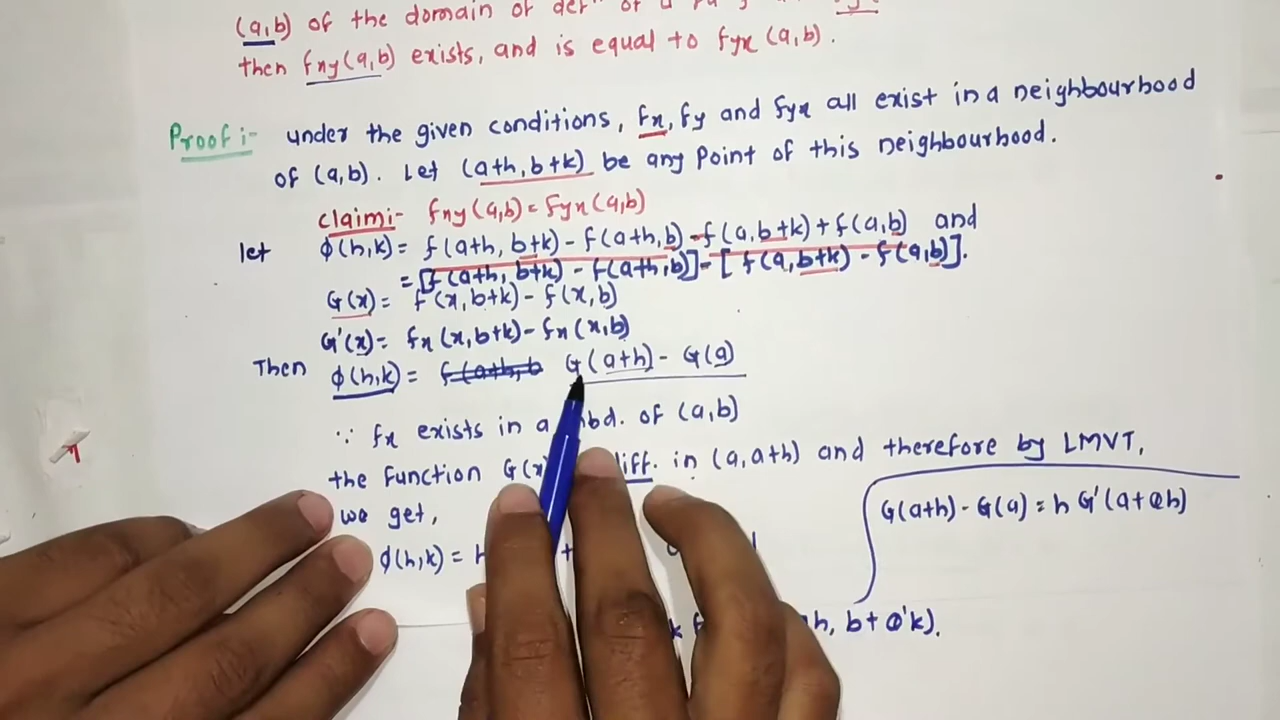 (a,b) of the domain of
then fxy(a,b) exists, and is equal to fyx (a,b).
Proof :- under the given conditions, fx, fy and fyx all exist in a neighbourhood
of (a,b). Let (a+h, b+k) be any point of this neighbourhood.
claim:- fxy(a,b) = fyx(a,b)
let ϕ(h,k) = f(a+h, b+k) - f(a+h, b) - f(a, b+k) + f(a,b) and
= [f(a+h, b+k) - f(a+h, b)] - [f(a, b+k) - f(a,b)].
G(x) = f(x, b+k) - f(x, b)
G'(x) = fx(x, b+k) - fx(x, b)
Then ϕ(h,k) = f(a+h, b G(a+h) - G(a)
∵ fx exists in a nbd. of (a,b)
the function G(x) diff. in (a, a+h) and therefore by LMVT,
we get,
G(a+h) - G(a) = h G'(a+θh)
ϕ(h,k) =
h, b+θ'k).